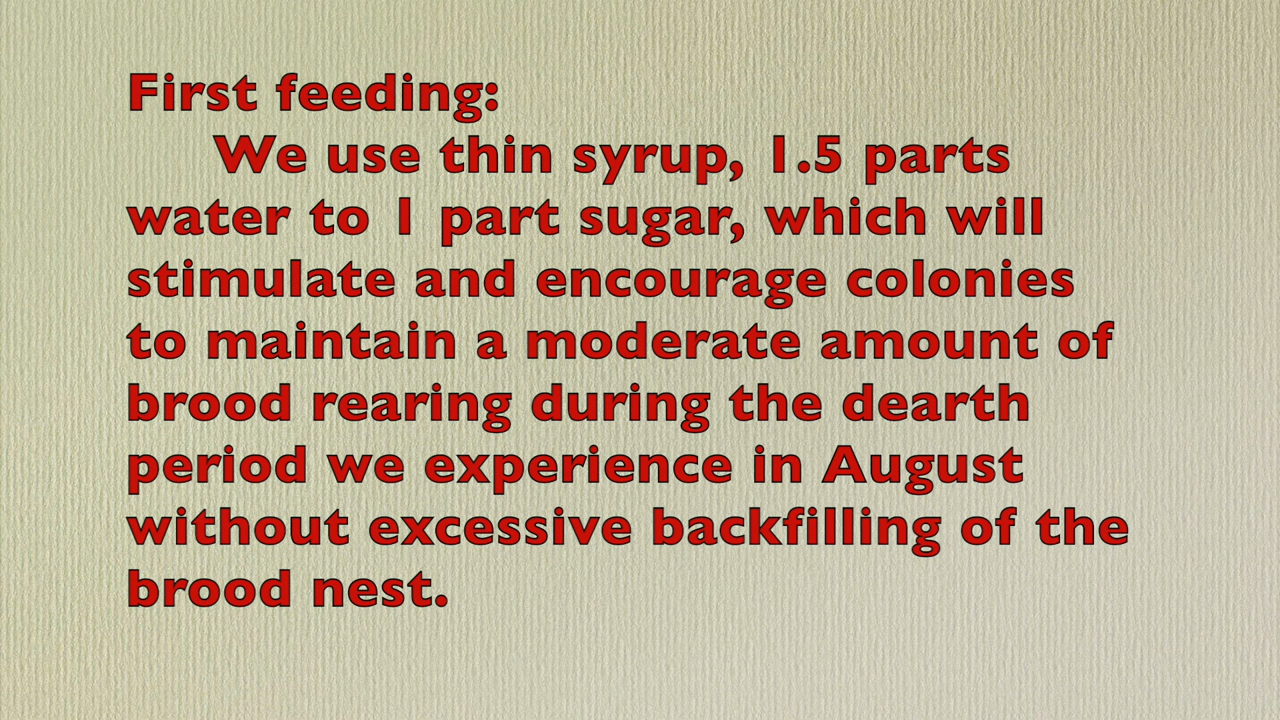 First feeding:
We use thin syrup, 1.5 parts
water to 1 part sugar, which will
stimulate and encourage colonies
to maintain a moderate amount of
brood rearing during the dearth
period we experience in August
without excessive backfilling of the
brood nest.